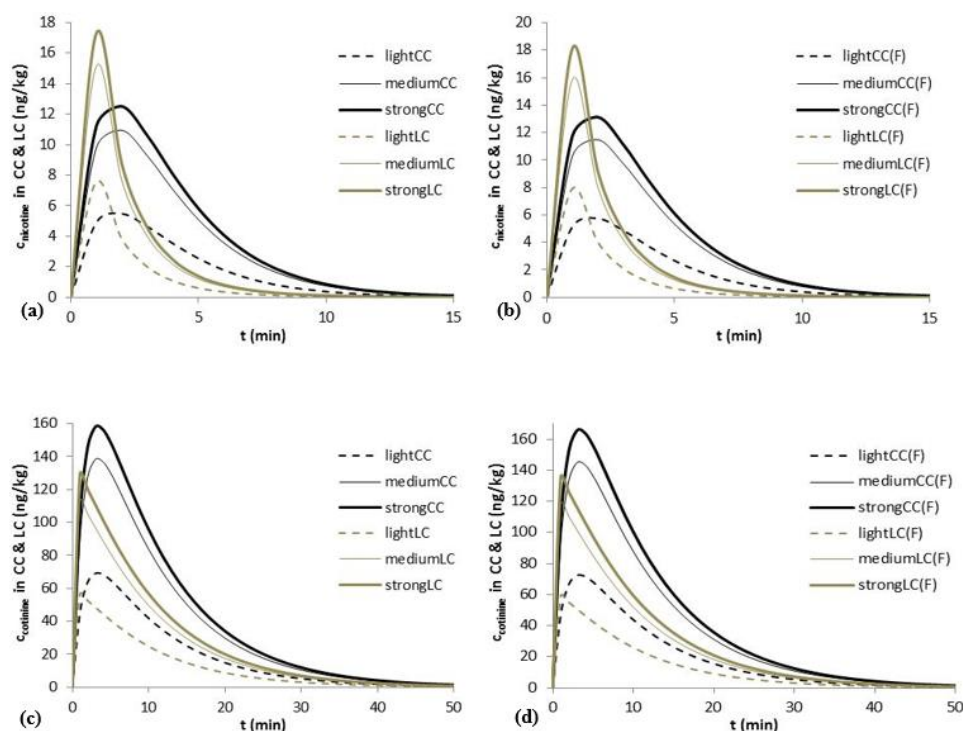 18
16
14
12
10
8
6
4
2
0
c_nicotine in CC & LC (ng/kg)
0 5 10 15
t (min)
(a)
lightCC
mediumCC
strongCC
lightLC
mediumLC
strongLC
20
18
16
14
12
10
8
6
4
2
0
c_nicotine in CC & LC (ng/kg)
0 5 10 15
t (min)
(b)
lightCC(F)
mediumCC(F)
strongCC(F)
lightLC(F)
mediumLC(F)
strongLC(F)
160
140
120
100
80
60
40
20
0
c_cotinine in CC & LC (ng/kg)
0 10 20 30 40 50
t (min)
(c)
lightCC
mediumCC
strongCC
lightLC
mediumLC
strongLC
160
140
120
100
80
60
40
20
0
c_cotinine in CC & LC (ng/kg)
0 10 20 30 40 50
t (min)
(d)
lightCC(F)
mediumCC(F)
strongCC(F)
lightLC(F)
mediumLC(F)
strongLC(F)